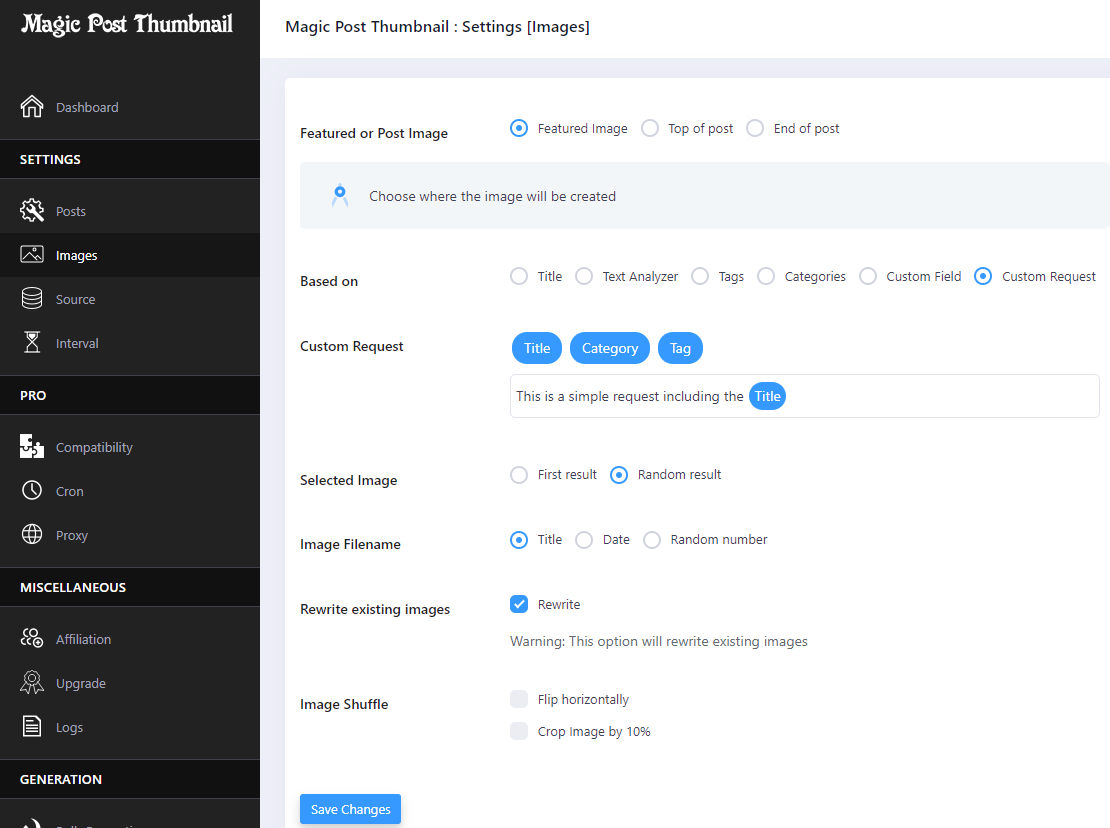 Magic Post Thumbnail
Dashboard
SETTINGS
Posts
Images
Source
Interval
PRO
Compatibility
Cron
Proxy
MISCELLANEOUS
Affiliation
Upgrade
Logs
GENERATION
Magic Post Thumbnail : Settings [Images]
Featured or Post Image
Featured Image Top of post End of post
Choose where the image will be created
Based on
Title Text Analyzer Tags Categories Custom Field Custom Request
Custom Request
Title Category Tag
This is a simple request including the Title
Selected Image
First result Random result
Image Filename
Title Date Random number
Rewrite existing images
Rewrite
Warning: This option will rewrite existing images
Image Shuffle
Flip horizontally
Crop Image by 10%
Save Changes